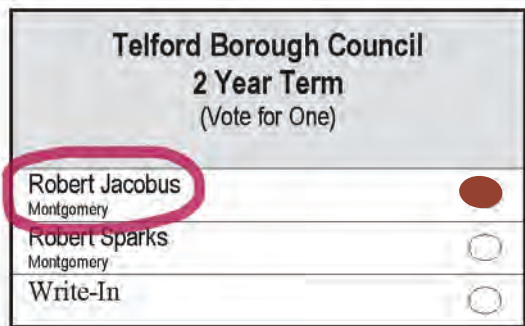 Telford Borough Council
2 Year Term
(Vote for One)
Robert Jacobus
Montgomery
Robert Sparks
Montgomery
Write-In